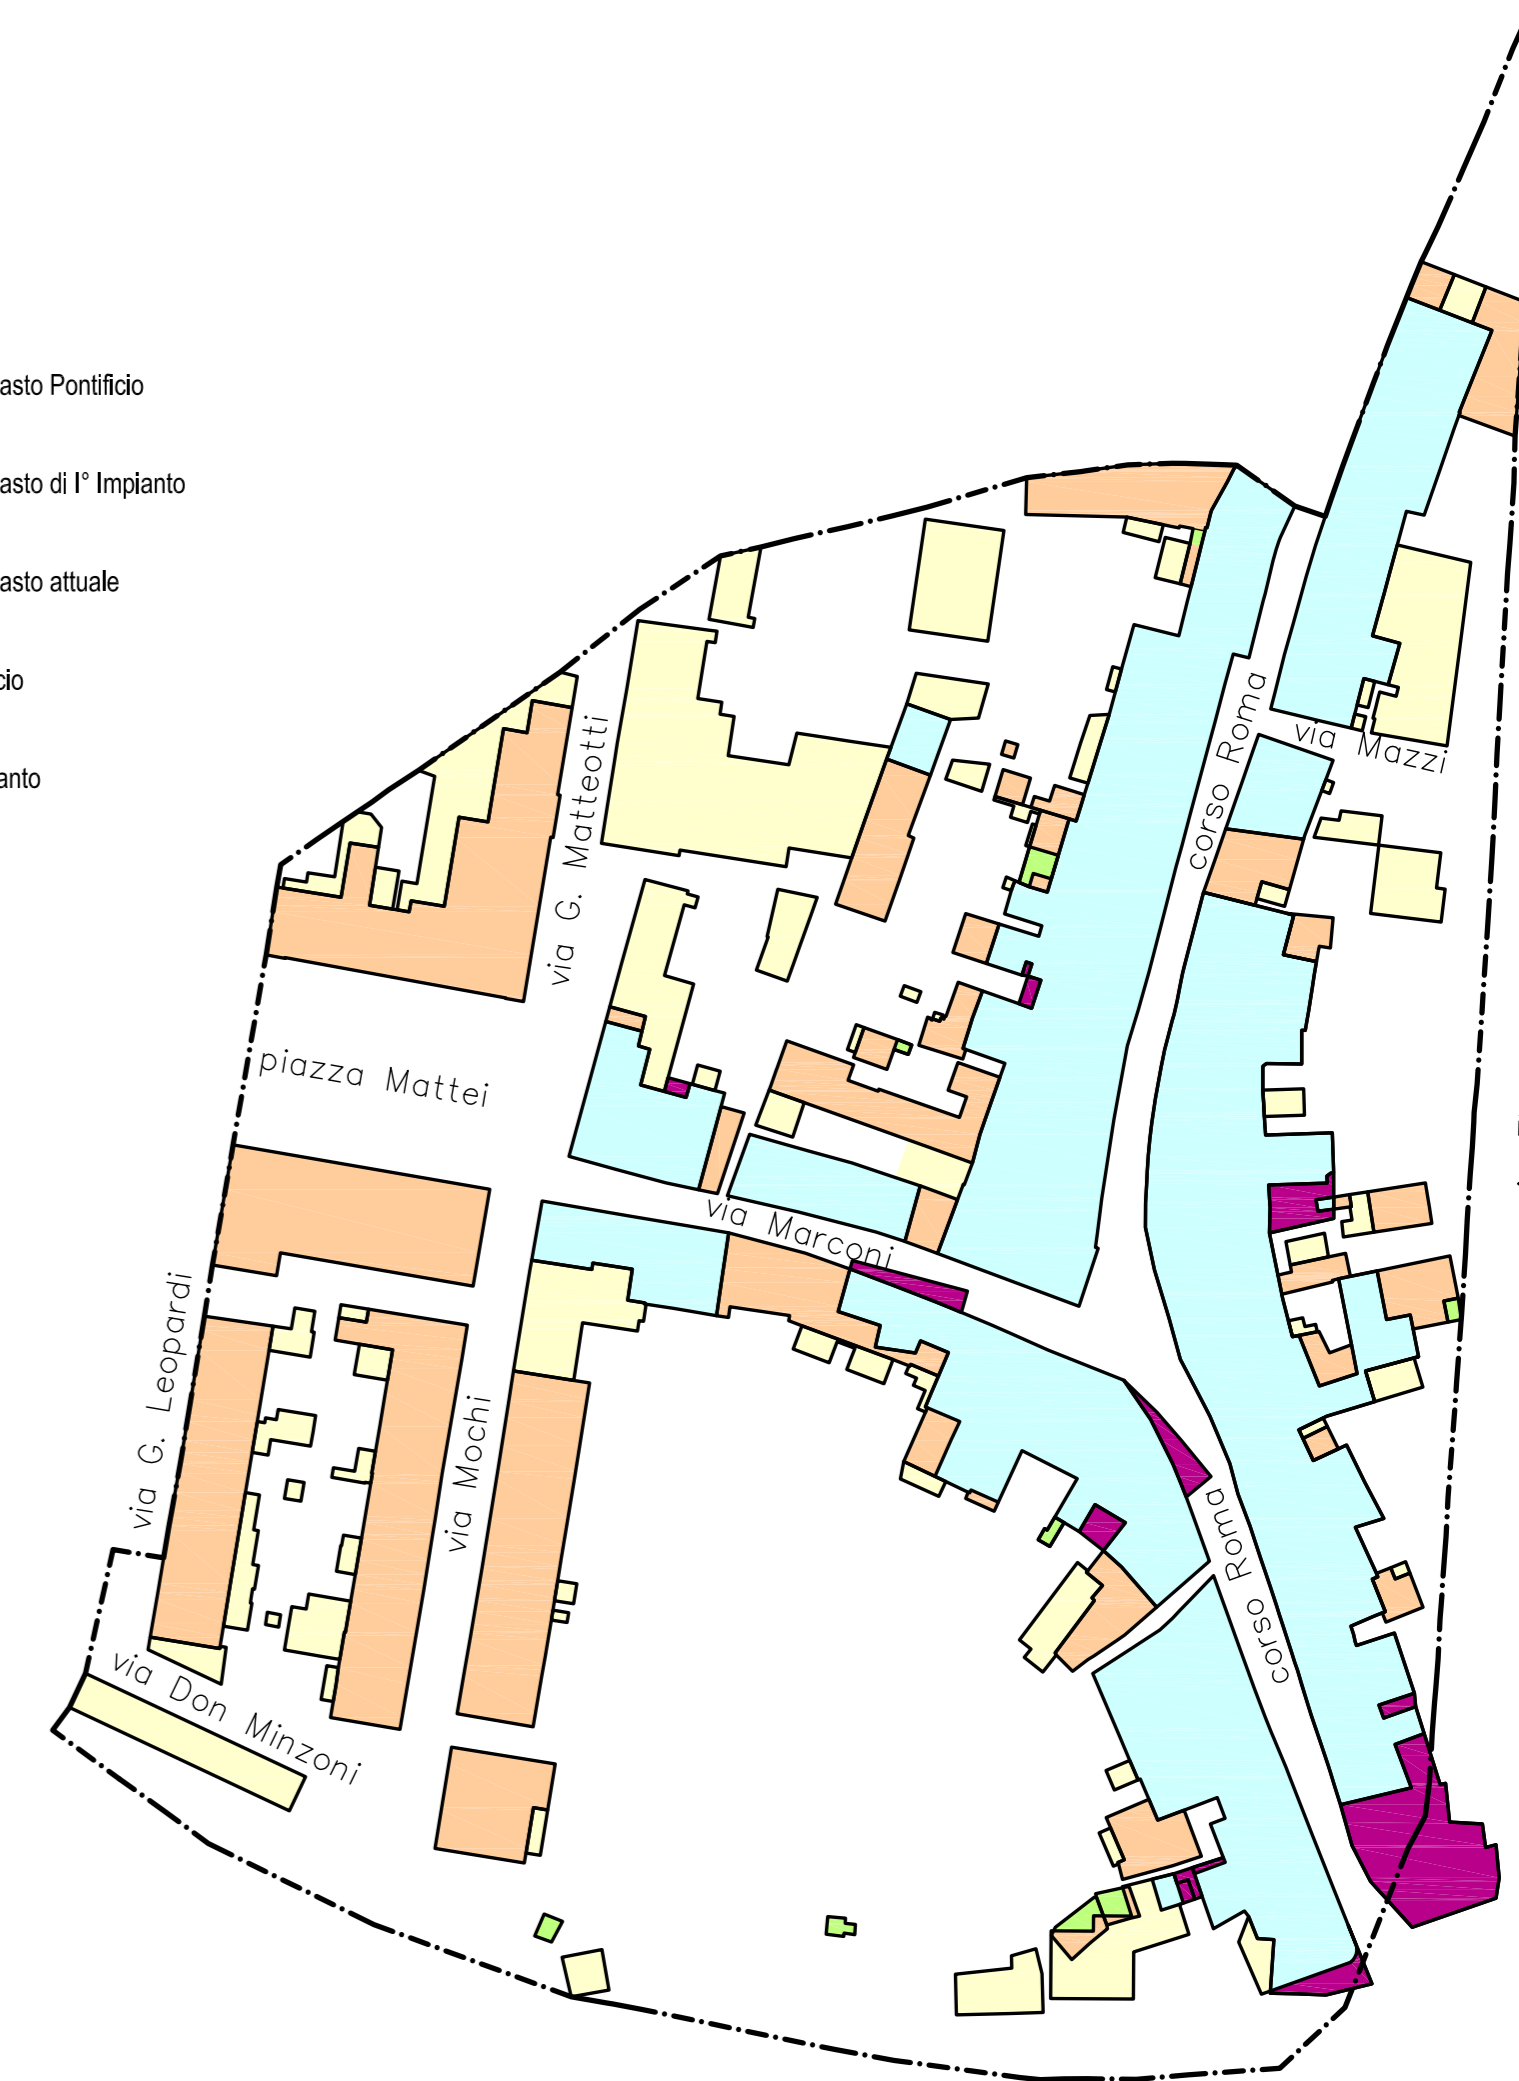 asto Pontificio
asto di I° Impianto
asto attuale
cio
anto
via G. Matteotti
corso Roma
via Mazzi
piazza Mattei
via Marconi
via G. Leopardi
via Mochi
corso Roma
via Don Minzoni